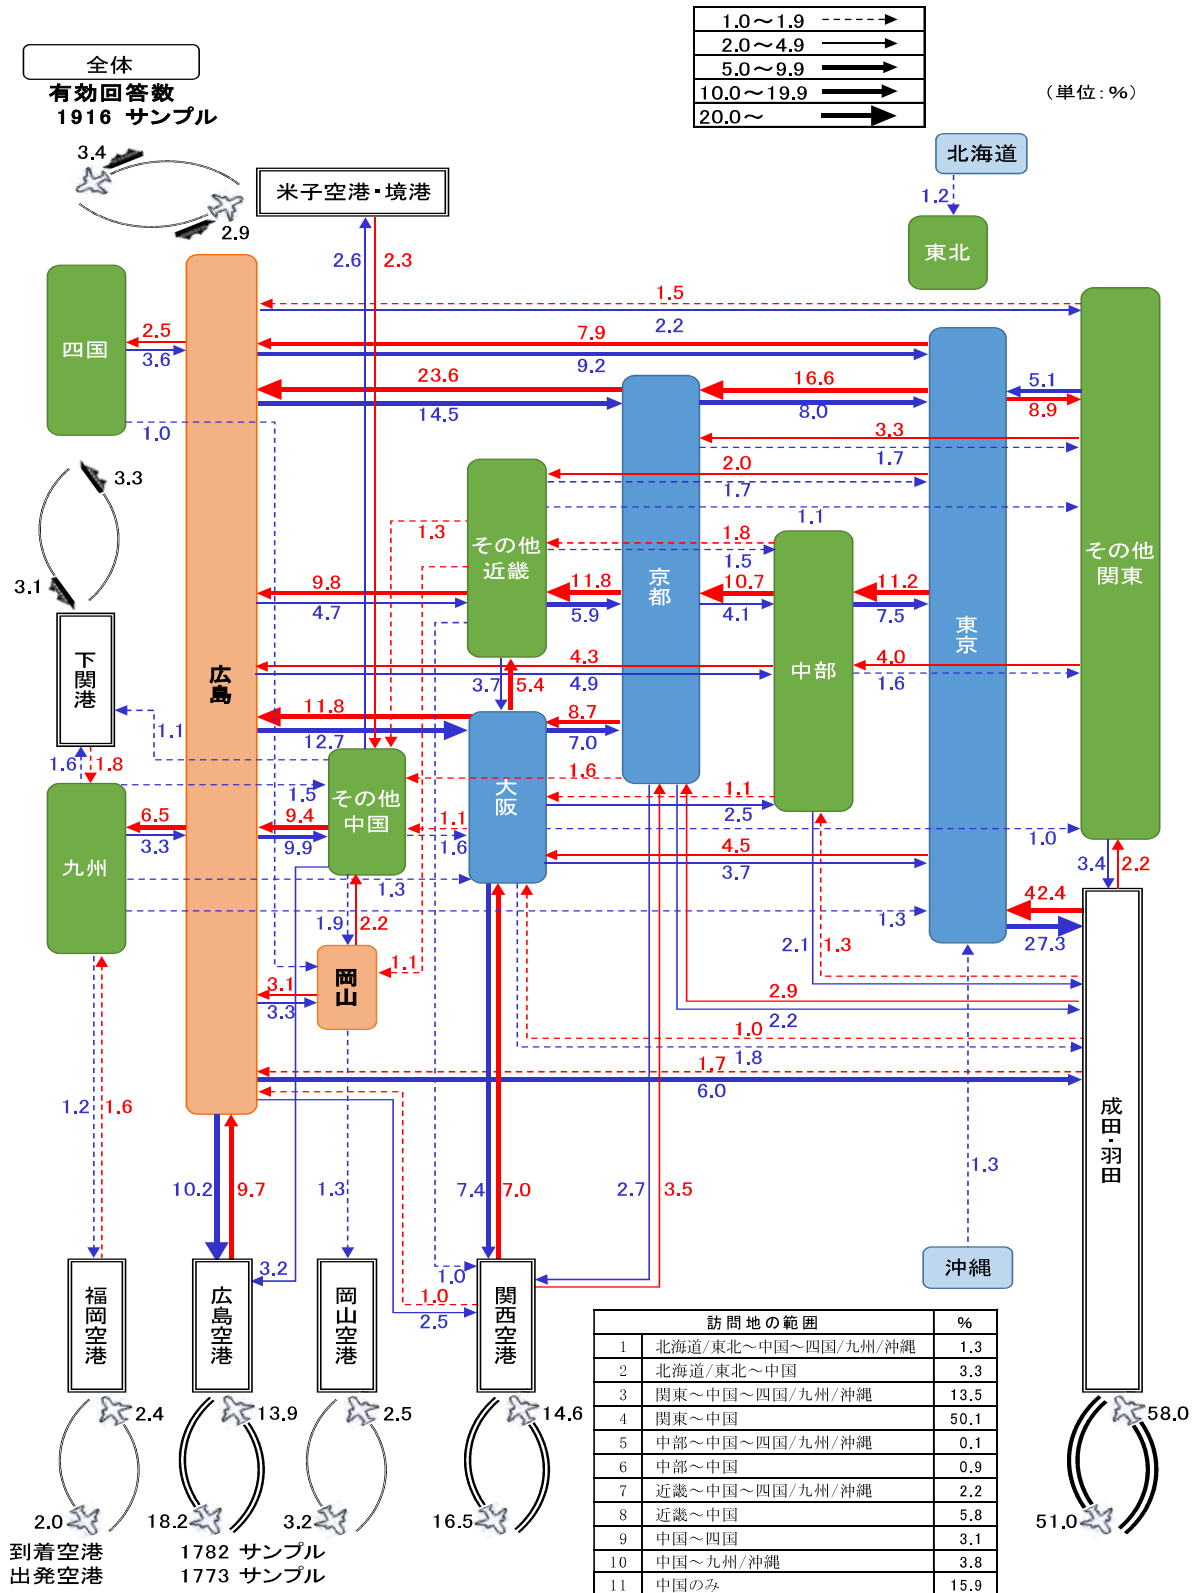 1.0～1.9
2.0～4.9
5.0～9.9
10.0～19.9
20.0～
全体
有効回答数
1916 サンプル
(単位:%)
北海道
1.2
東北
3.4
2.9
米子空港・境港
2.6
2.3
四国
2.5
3.6
1.0
1.5
2.2
7.9
9.2
23.6
14.5
16.6
8.0
5.1
8.9
3.3
1.7
2.0
1.7
1.1
1.3
その他
近畿
1.8
1.5
京都
その他
関東
3.3
3.1
9.8
4.7
11.8
5.9
10.7
4.1
11.2
7.5
東京
下関港
広島
4.3
4.9
中部
4.0
1.6
3.7
5.4
11.8
12.7
8.7
7.0
1.1
1.6
1.8
1.5
その他
中国
大阪
1.6
1.1
2.5
6.5
3.3
9.4
9.9
1.1
1.6
1.0
九州
1.3
4.5
3.7
3.4
2.2
1.9
2.2
1.3
42.4
27.3
岡山
1.1
2.1
1.3
3.1
3.3
2.9
2.2
1.0
1.8
1.7
6.0
1.2
1.6
成田・羽田
10.2
9.7
1.3
7.4
7.0
2.7
3.5
1.3
3.2
1.0
1.0
2.5
沖縄
福岡空港
広島空港
岡山空港
関西空港
訪問地の範囲 %
1 北海道/東北～中国～四国/九州/沖縄 1.3
2 北海道/東北～中国 3.3
3 関東～中国～四国/九州/沖縄 13.5
4 関東～中国 50.1
5 中部～中国～四国/九州/沖縄 0.1
6 中部～中国 0.9
7 近畿～中国～四国/九州/沖縄 2.2
8 近畿～中国 5.8
9 中国～四国 3.1
10 中国～九州/沖縄 3.8
11 中国のみ 15.9
2.4
13.9
2.5
14.6
58.0
2.0
18.2
3.2
16.5
51.0
到着空港 1782 サンプル
出発空港 1773 サンプル